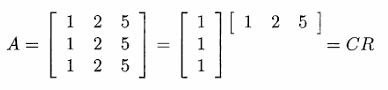 A = [ 1 2 5 ; 1 2 5 ; 1 2 5 ] = [ 1 ; 1 ; 1 ] [ 1 2 5 ] = CR